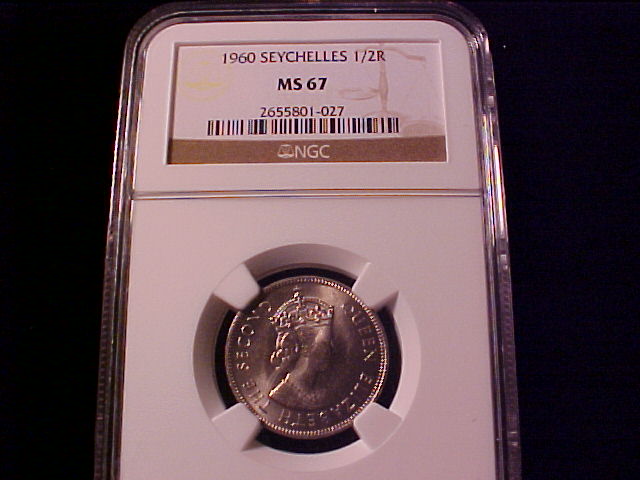 1960 SEYCHELLES 1/2R
MS 67
2655801-027
NGC
QUEEN ELIZABETH THE SECOND